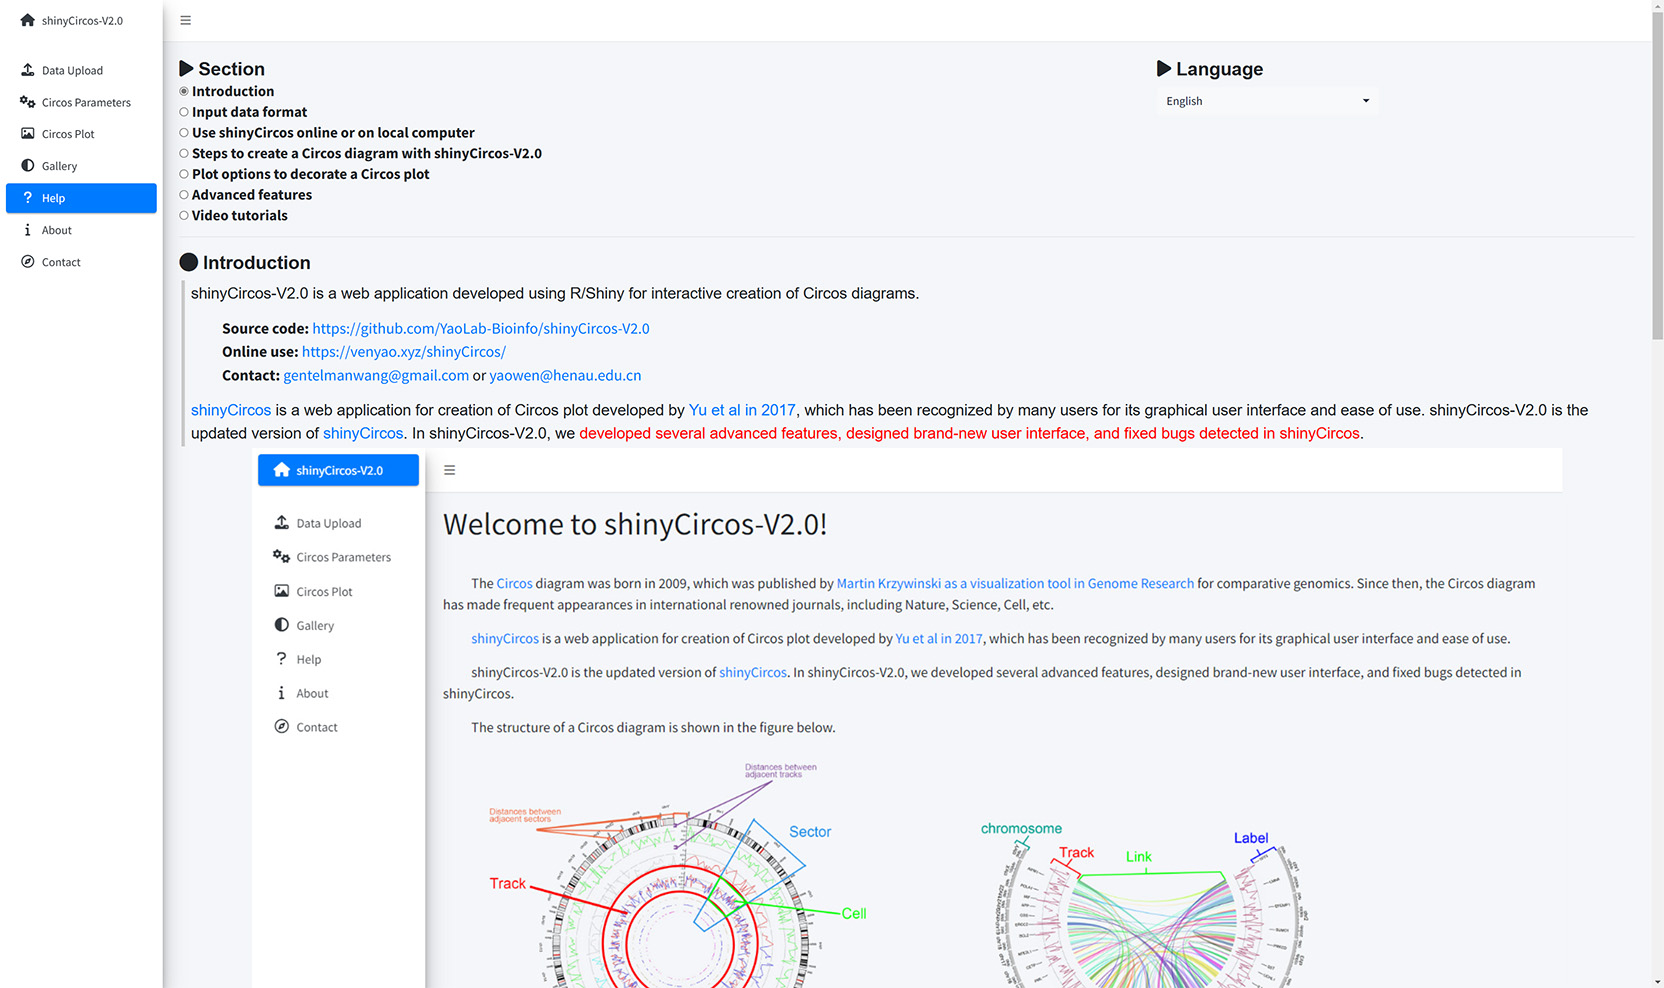 shinyCircos-V2.0
Data Upload
Circos Parameters
Circos Plot
Gallery
? Help
About
Contact
Section
Introduction
Input data format
Use shinyCircos online or on local computer
Steps to create a Circos diagram with shinyCircos-V2.0
Plot options to decorate a Circos plot
Advanced features
Video tutorials
Language
English
Introduction
shinyCircos-V2.0 is a web application developed using R/Shiny for interactive creation of Circos diagrams.
Source code: https://github.com/YaoLab-Bioinfo/shinyCircos-V2.0
Online use: https://venyao.xyz/shinyCircos/
Contact: gentelmanwang@gmail.com or yaowen@henau.edu.cn
shinyCircos is a web application for creation of Circos plot developed by Yu et al in 2017, which has been recognized by many users for its graphical user interface and ease of use. shinyCircos-V2.0 is the
updated version of shinyCircos. In shinyCircos-V2.0, we developed several advanced features, designed brand-new user interface, and fixed bugs detected in shinyCircos.
shinyCircos-V2.0
Data Upload
Circos Parameters
Circos Plot
Gallery
? Help
About
Contact
Welcome to shinyCircos-V2.0!
The Circos diagram was born in 2009, which was published by Martin Krzywinski as a visualization tool in Genome Research for comparative genomics. Since then, the Circos diagram
has made frequent appearances in international renowned journals, including Nature, Science, Cell, etc.
shinyCircos is a web application for creation of Circos plot developed by Yu et al in 2017, which has been recognized by many users for its graphical user interface and ease of use.
shinyCircos-V2.0 is the updated version of shinyCircos. In shinyCircos-V2.0, we developed several advanced features, designed brand-new user interface, and fixed bugs detected in
shinyCircos.
The structure of a Circos diagram is shown in the figure below.
Distances between
adjacent tracks
Distances between
adjacent sectors
Sector
Track
Cell
chromosome
Track
Link
Label